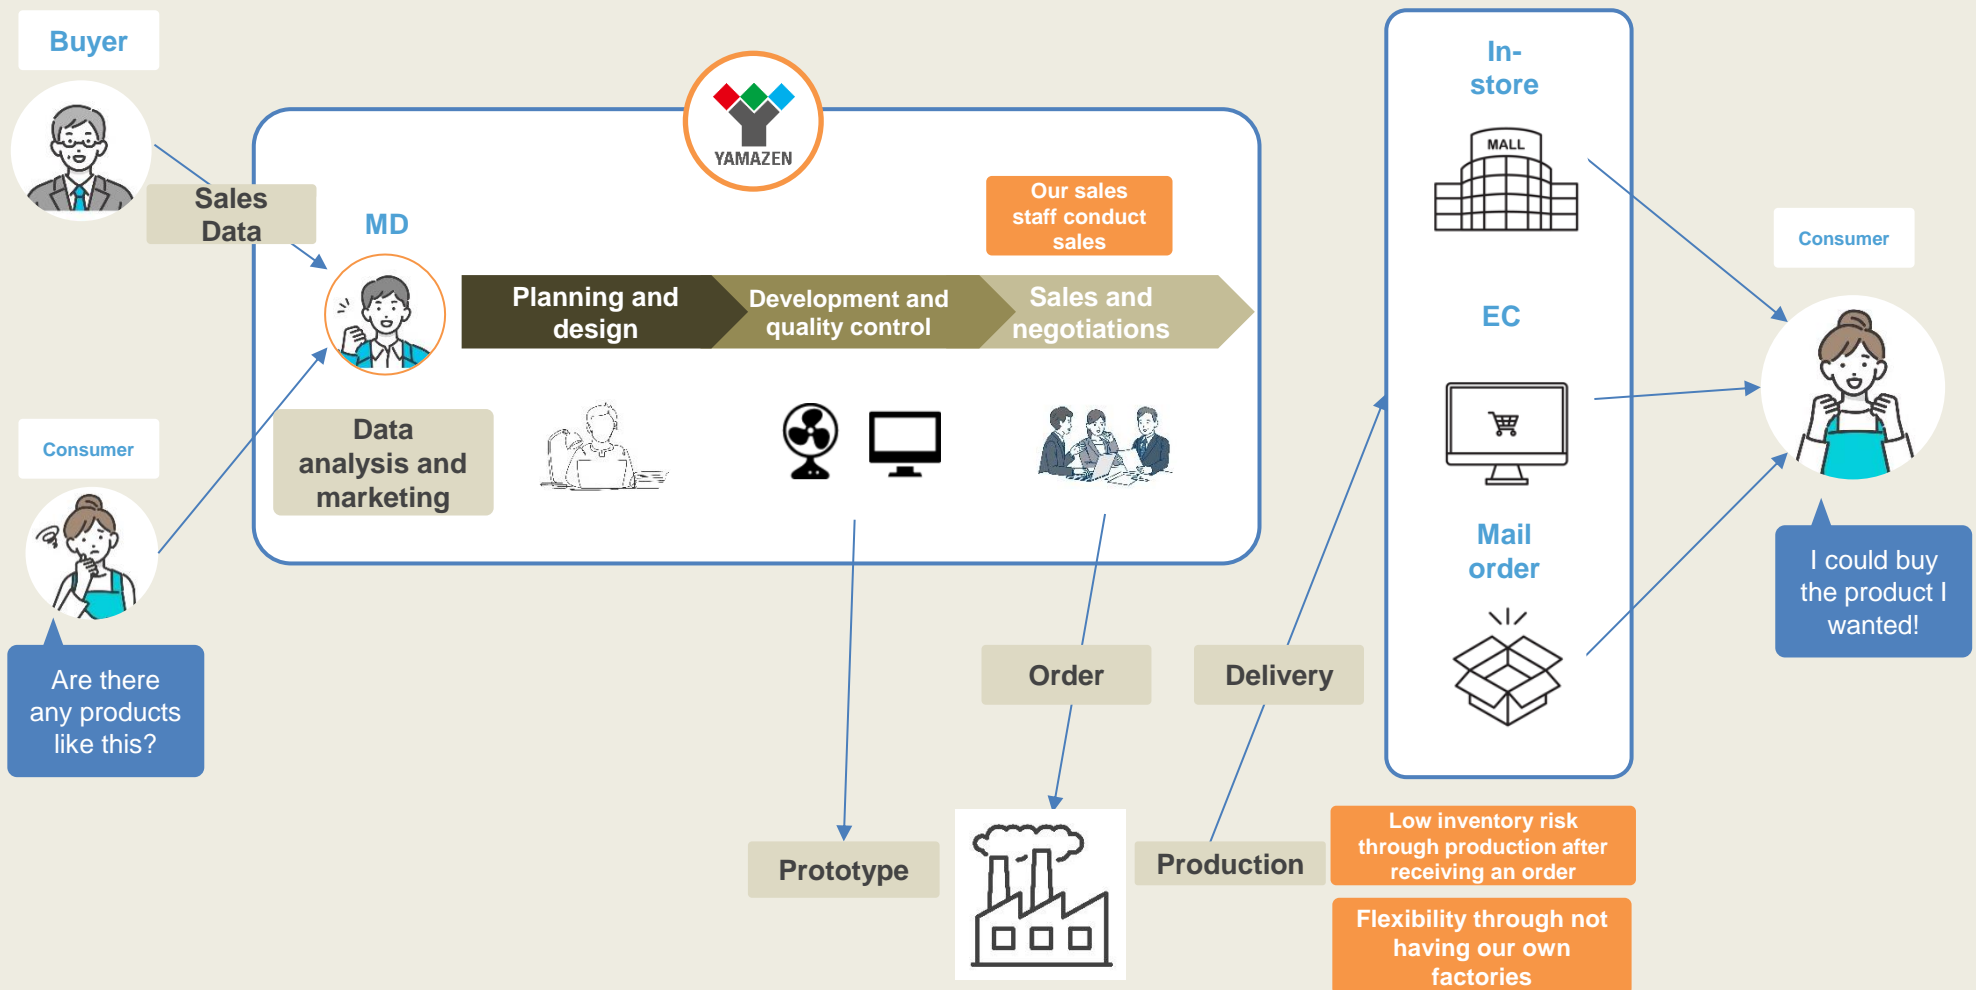 Buyer
Sales
Data
Consumer
Are there
any products
like this?
YAMAZEN
MD
Data
analysis and
marketing
Planning and
design
Development and
quality control
Our sales
staff conduct
sales
Sales and
negotiations
Prototype
Order
Production
Delivery
Low inventory risk
through production after
receiving an order
Flexibility through not
having our own
factories
In-
store
MALL
EC
Mail
order
Consumer
I could buy
the product I
wanted!